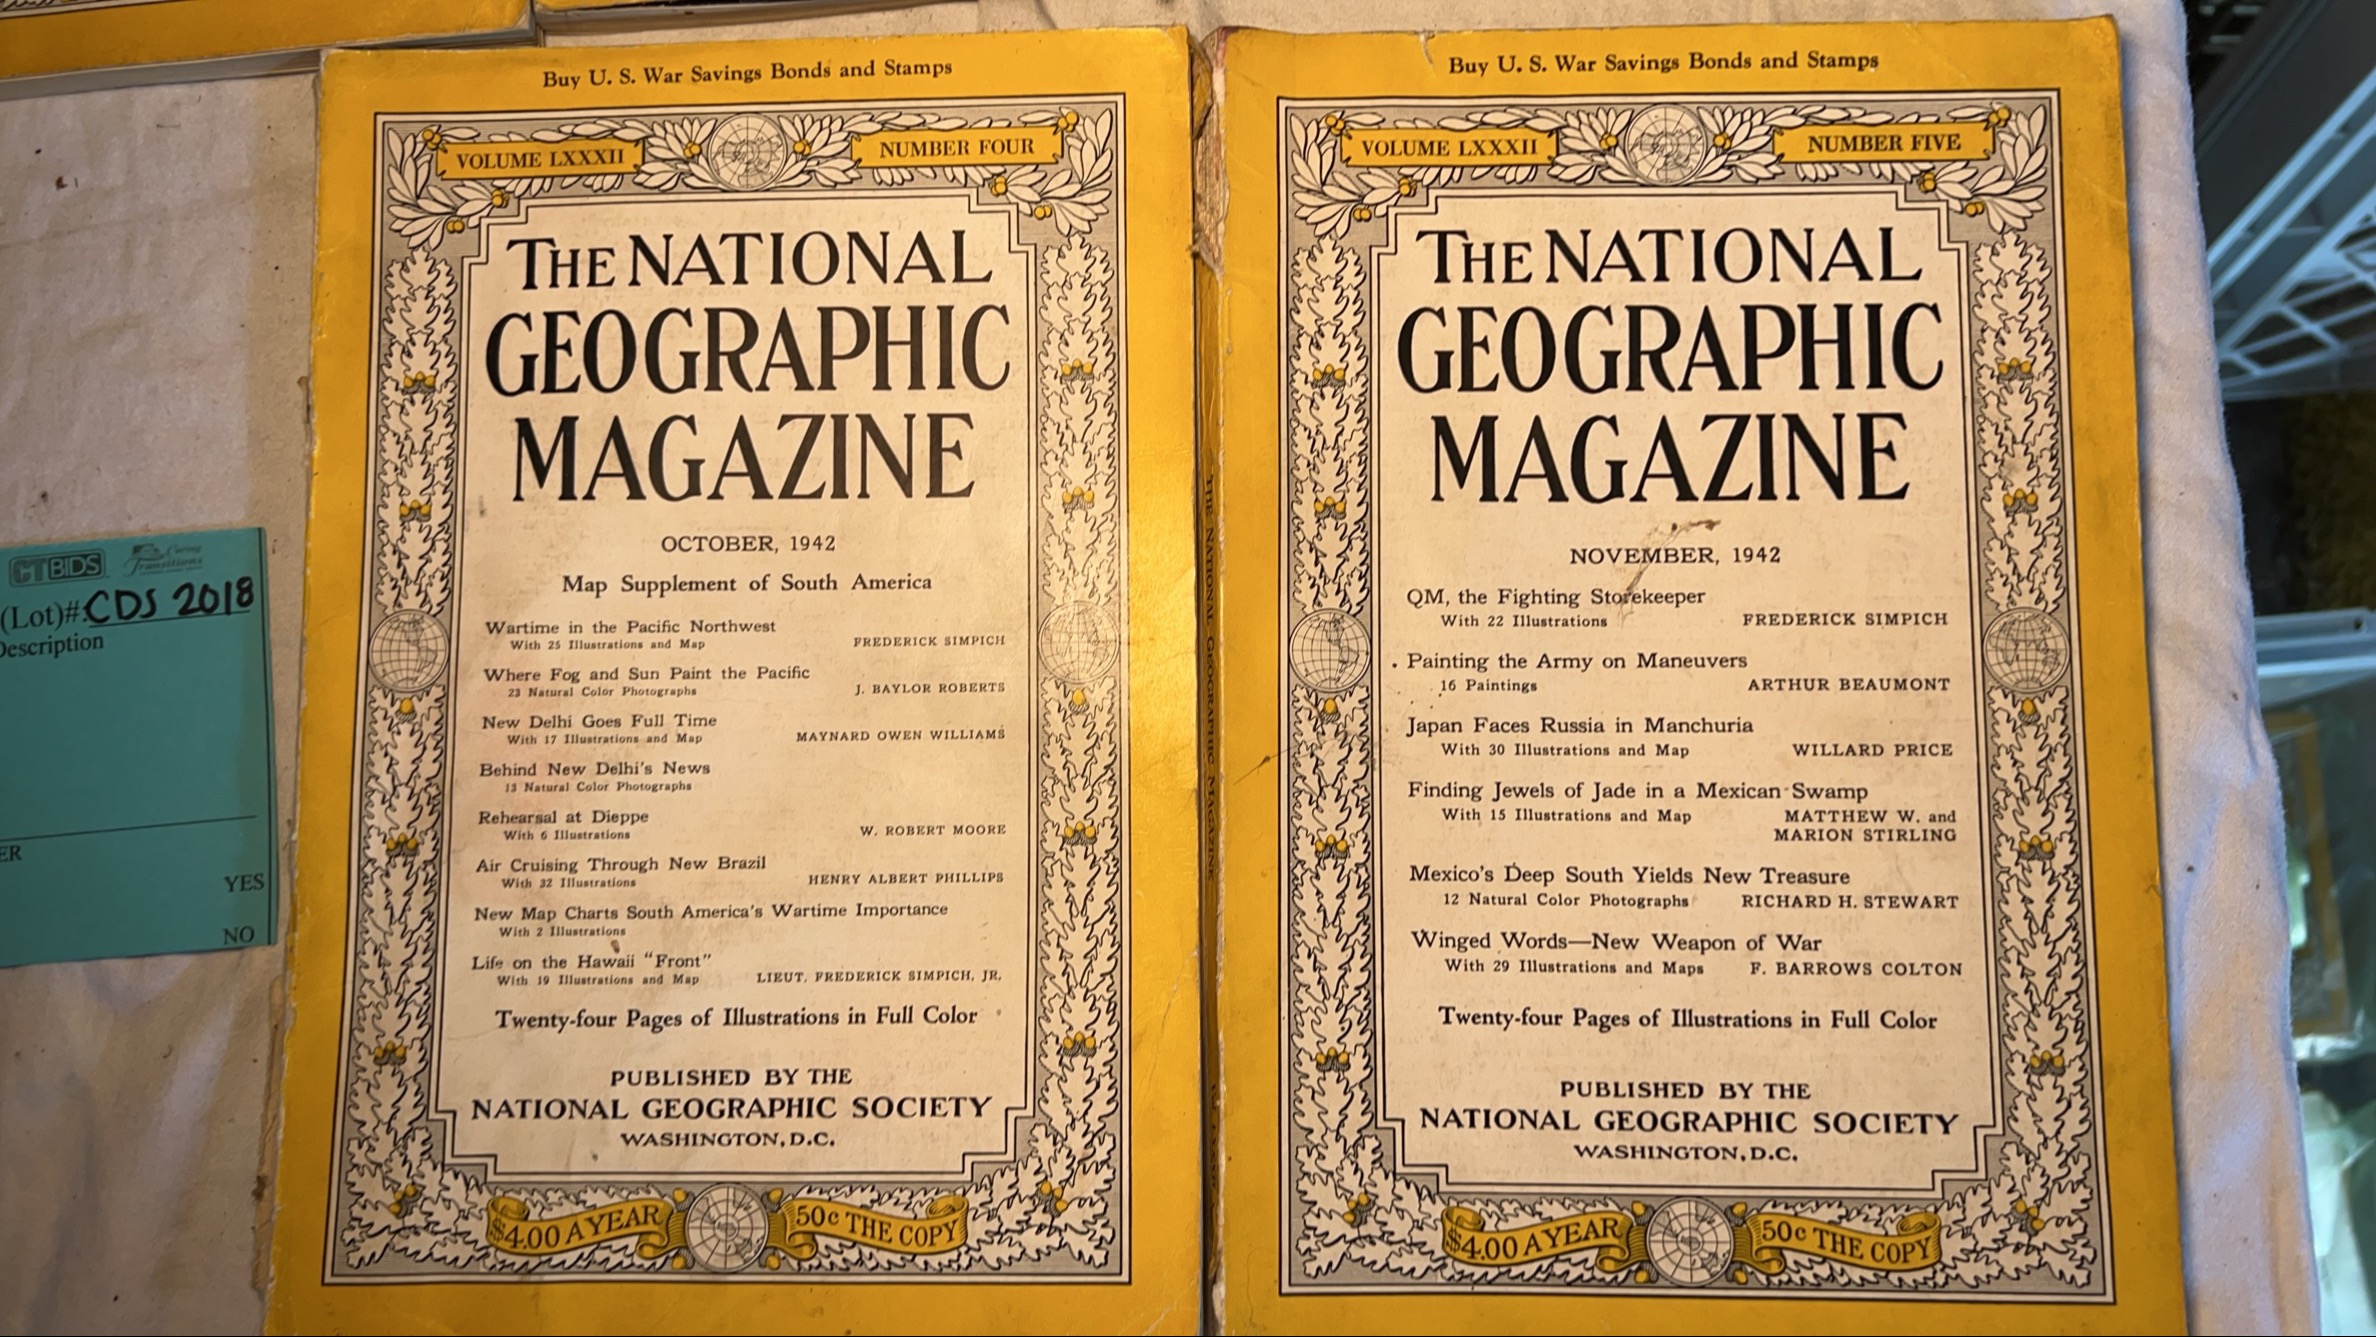 CTBIDS
Caring
Transitions
(Lot)#: CDS 2018
Description
YES
NO
Buy U. S. War Savings Bonds and Stamps
VOLUME LXXXII
NUMBER FOUR
THE NATIONAL
GEOGRAPHIC
MAGAZINE
OCTOBER, 1942
Map Supplement of South America
Wartime in the Pacific Northwest
With 25 Illustrations and Map FREDERICK SIMPICH
Where Fog and Sun Paint the Pacific
23 Natural Color Photographs J. BAYLOR ROBERTS
New Delhi Goes Full Time
With 17 Illustrations and Map MAYNARD OWEN WILLIAMS
Behind New Delhi's News
13 Natural Color Photographs
Rehearsal at Dieppe
With 6 Illustrations W. ROBERT MOORE
Air Cruising Through New Brazil
With 32 Illustrations HENRY ALBERT PHILLIPS
New Map Charts South America's Wartime Importance
With 2 Illustrations
Life on the Hawaii "Front"
With 19 Illustrations and Map LIEUT. FREDERICK SIMPICH, JR.
Twenty-four Pages of Illustrations in Full Color
PUBLISHED BY THE
NATIONAL GEOGRAPHIC SOCIETY
WASHINGTON, D.C.
$4.00 A YEAR
50c THE COPY
THE NATIONAL GEOGRAPHIC MAGAZINE
Buy U. S. War Savings Bonds and Stamps
VOLUME LXXXII
NUMBER FIVE
THE NATIONAL
GEOGRAPHIC
MAGAZINE
NOVEMBER, 1942
QM, the Fighting Storekeeper
With 22 Illustrations FREDERICK SIMPICH
Painting the Army on Maneuvers
16 Paintings ARTHUR BEAUMONT
Japan Faces Russia in Manchuria
With 30 Illustrations and Map WILLARD PRICE
Finding Jewels of Jade in a Mexican Swamp
With 15 Illustrations and Map MATTHEW W. and
MARION STIRLING
Mexico's Deep South Yields New Treasure
12 Natural Color Photographs RICHARD H. STEWART
Winged Words—New Weapon of War
With 29 Illustrations and Maps F. BARROWS COLTON
Twenty-four Pages of Illustrations in Full Color
PUBLISHED BY THE
NATIONAL GEOGRAPHIC SOCIETY
WASHINGTON, D.C.
$4.00 A YEAR
50c THE COPY